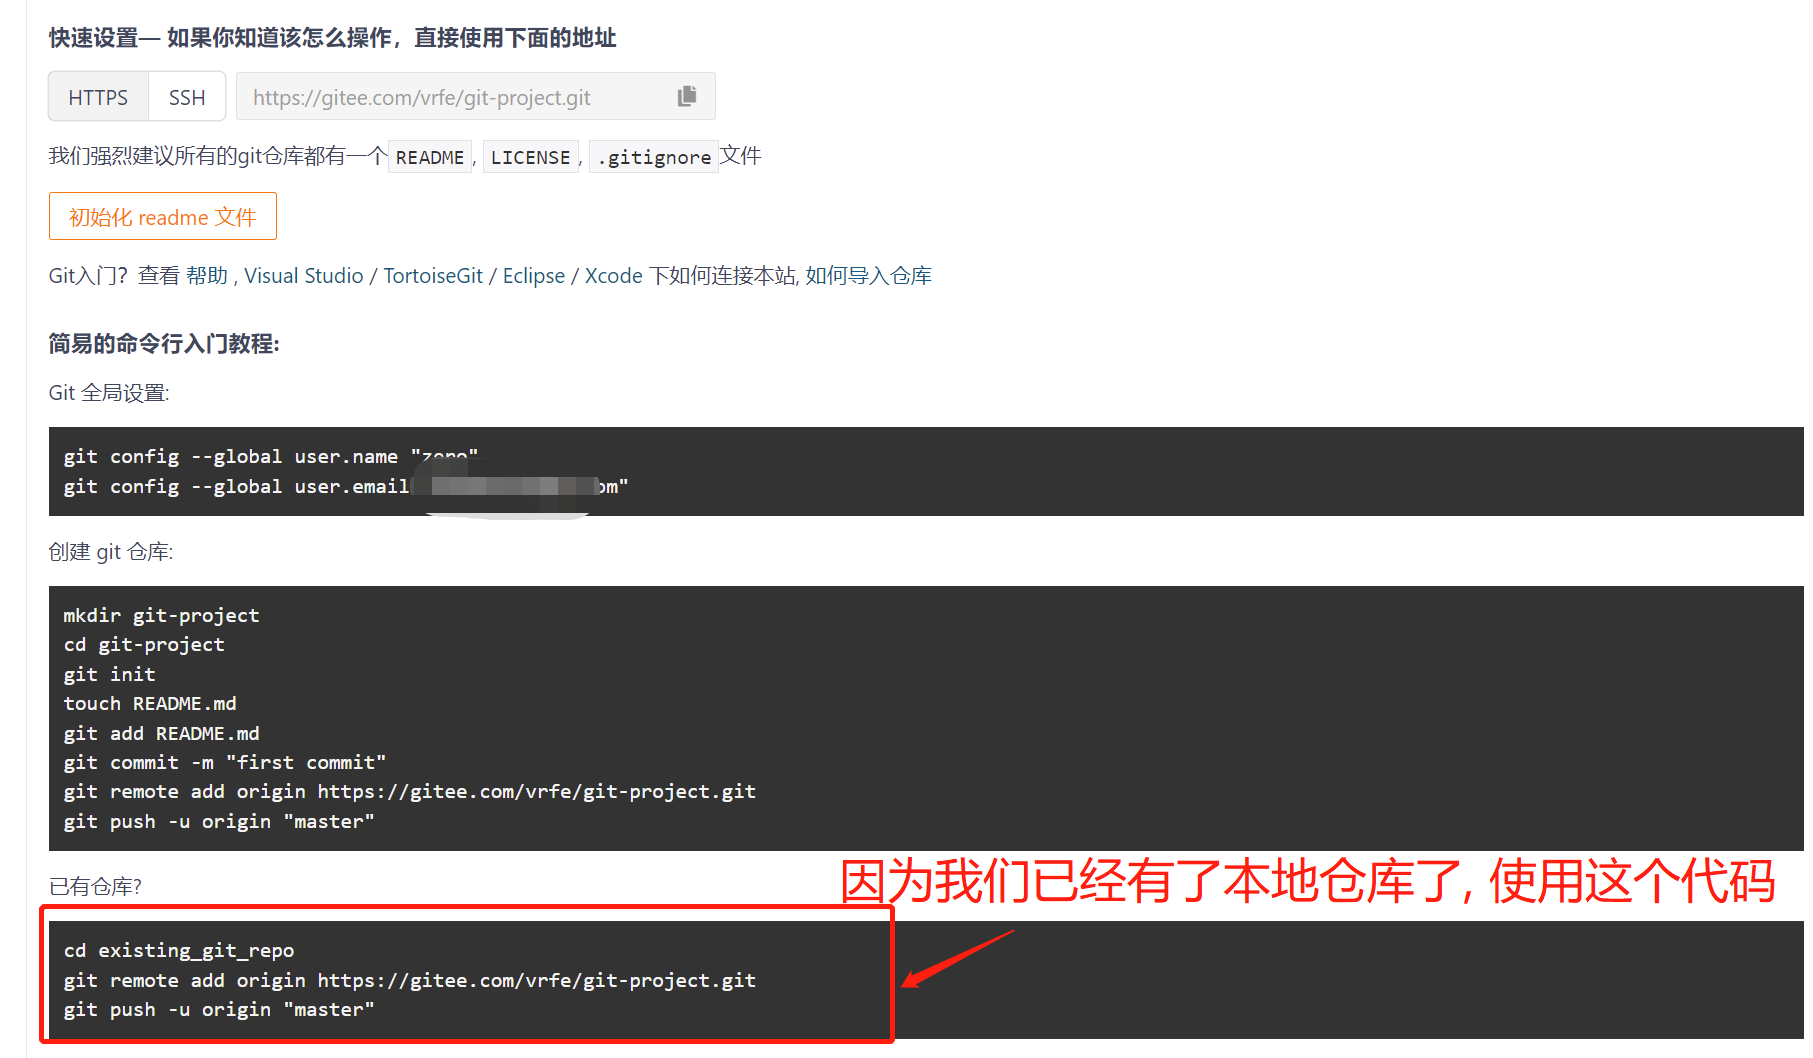 快速设置— 如果你知道该怎么操作，直接使用下面的地址
HTTPS SSH https://gitee.com/vrfe/git-project.git
我们强烈建议所有的git仓库都有一个 README , LICENSE , .gitignore 文件
初始化 readme 文件
Git入门？查看 帮助 , Visual Studio / TortoiseGit / Eclipse / Xcode 下如何连接本站, 如何导入仓库
简易的命令行入门教程:
Git 全局设置:
git config --global user.name "zero"
git config --global user.email om"
创建 git 仓库:
mkdir git-project
cd git-project
git init
touch README.md
git add README.md
git commit -m "first commit"
git remote add origin https://gitee.com/vrfe/git-project.git
git push -u origin "master"
因为我们已经有了本地仓库了, 使用这个代码
已有仓库?
cd existing_git_repo
git remote add origin https://gitee.com/vrfe/git-project.git
git push -u origin "master"